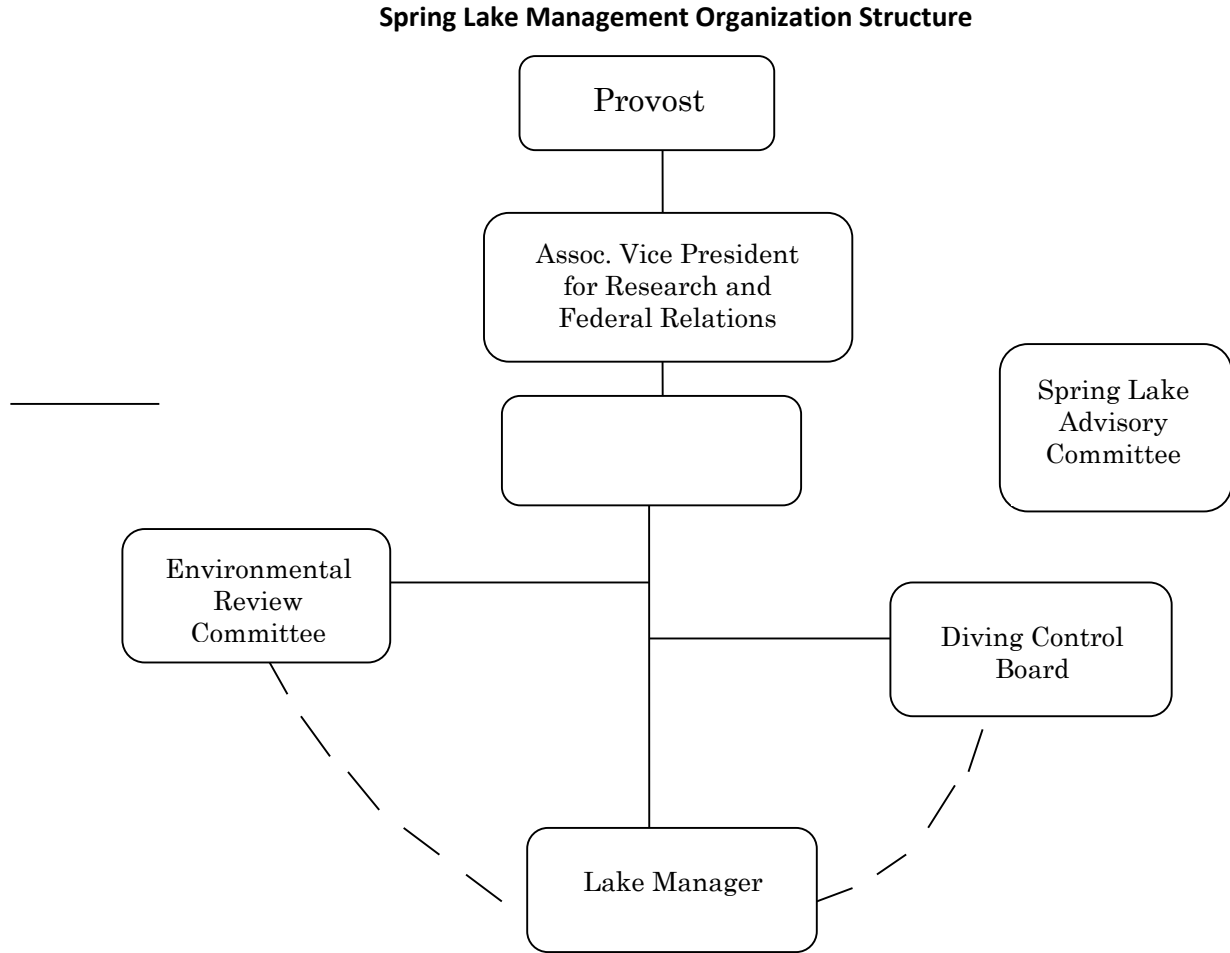 Spring Lake Management Organization Structure
Provost
Assoc. Vice President
for Research and
Federal Relations
Spring Lake
Advisory
Committee
Environmental
Review
Committee
Diving Control
Board
Lake Manager